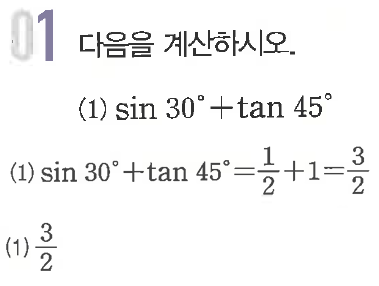 01 다음을 계산하시오.
(1) sin 30°+tan 45°
(1) sin 30°+tan 45°=1/2+1=3/2
(1) 3/2